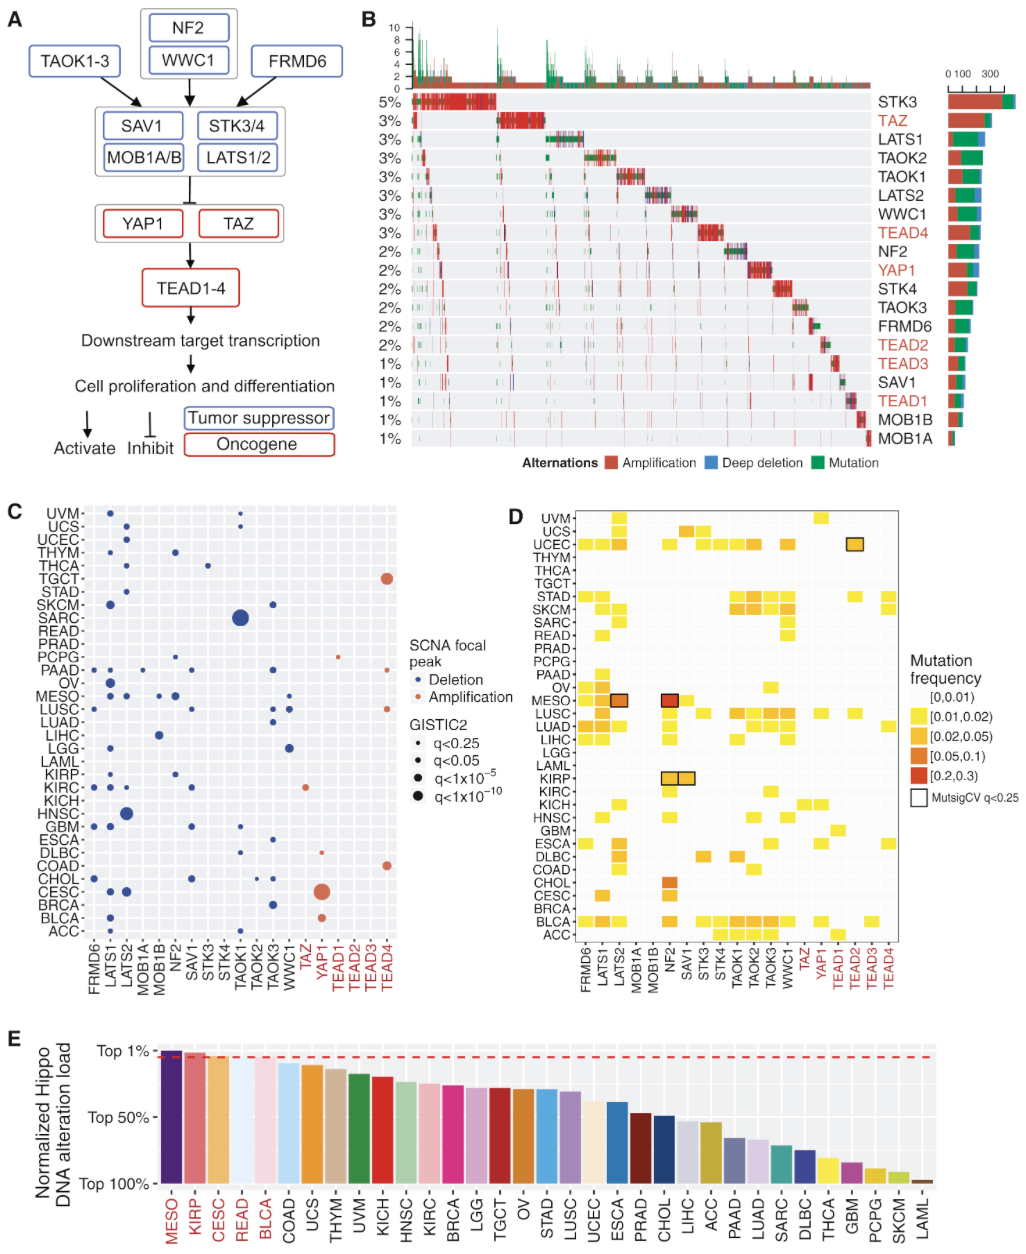 A
NF2
WWC1
TAOK1-3
FRMD6
SAV1
STK3/4
MOB1A/B
LATS1/2
YAP1
TAZ
TEAD1-4
Downstream target transcription
Cell proliferation and differentiation
Activate
Inhibit
Tumor suppressor
Oncogene
B
10
8
6
4
2
0
0 100 300
5% STK3
3% TAZ
3% LATS1
3% TAOK2
3% TAOK1
3% LATS2
3% WWC1
3% TEAD4
2% NF2
2% YAP1
2% STK4
2% TAOK3
2% FRMD6
2% TEAD2
1% TEAD3
1% SAV1
1% TEAD1
1% MOB1B
1% MOB1A
Alternations Amplification Deep deletion Mutation
C
UVM
UCS
UCEC
THYM
THCA
TGCT
STAD
SKCM
SARC
READ
PRAD
PCPG
PAAD
OV
MESO
LUSC
LUAD
LIHC
LGG
LAML
KIRP
KIRC
KICH
HNSC
GBM
ESCA
DLBC
COAD
CHOL
CESC
BRCA
BLCA
ACC
FRMD6
LATS1
LATS2
MOB1A
MOB1B
NF2
SAV1
STK3
STK4
TAOK1
TAOK2
TAOK3
WWC1
TAZ
YAP1
TEAD1
TEAD2
TEAD3
TEAD4
SCNA focal
peak
Deletion
Amplification
GISTIC2
q<0.25
q<0.05
q<1x10⁻⁵
q<1x10⁻¹⁰
D
UVM
UCS
UCEC
THYM
THCA
TGCT
STAD
SKCM
SARC
READ
PRAD
PCPG
PAAD
OV
MESO
LUSC
LUAD
LIHC
LGG
LAML
KIRP
KIRC
KICH
HNSC
GBM
ESCA
DLBC
COAD
CHOL
CESC
BRCA
BLCA
ACC
FRMD6
LATS1
LATS2
MOB1A
MOB1B
NF2
SAV1
STK3
STK4
TAOK1
TAOK2
TAOK3
WWC1
TAZ
YAP1
TEAD1
TEAD2
TEAD3
TEAD4
Mutation
frequency
[0,0.01)
[0.01,0.02)
[0.02,0.05)
[0.05,0.1)
[0.2,0.3)
MutsigCV q<0.25
E
Normalized Hippo
DNA alteration load
Top 1%
Top 50%
Top 100%
MESO
KIRP
CESC
READ
BLCA
COAD
UCS
THYM
UVM
KICH
HNSC
KIRC
BRCA
LGG
TGCT
OV
STAD
LUSC
UCEC
ESCA
PRAD
CHOL
LIHC
ACC
PAAD
LUAD
SARC
DLBC
THCA
GBM
PCPG
SKCM
LAML